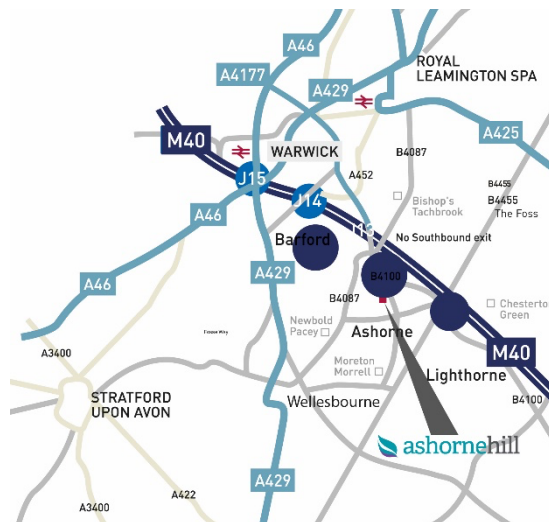 A46
ROYAL
LEAMINGTON SPA
A4177
A429
M40
A425
WARWICK
B4087
J15
A452
B4455
J14
Bishop's
Tachbrook
B4455
The Foss
A46
Barford
J13
No Southbound exit
A46
A429
B4100
Newbold
Pacey
B4087
Chesterton
Green
Ashorne
A3400
M40
Moreton
Morrell
Lighthorne
STRATFORD
UPON AVON
Wellesbourne
B4100
ashornehill
A429
A422
A3400